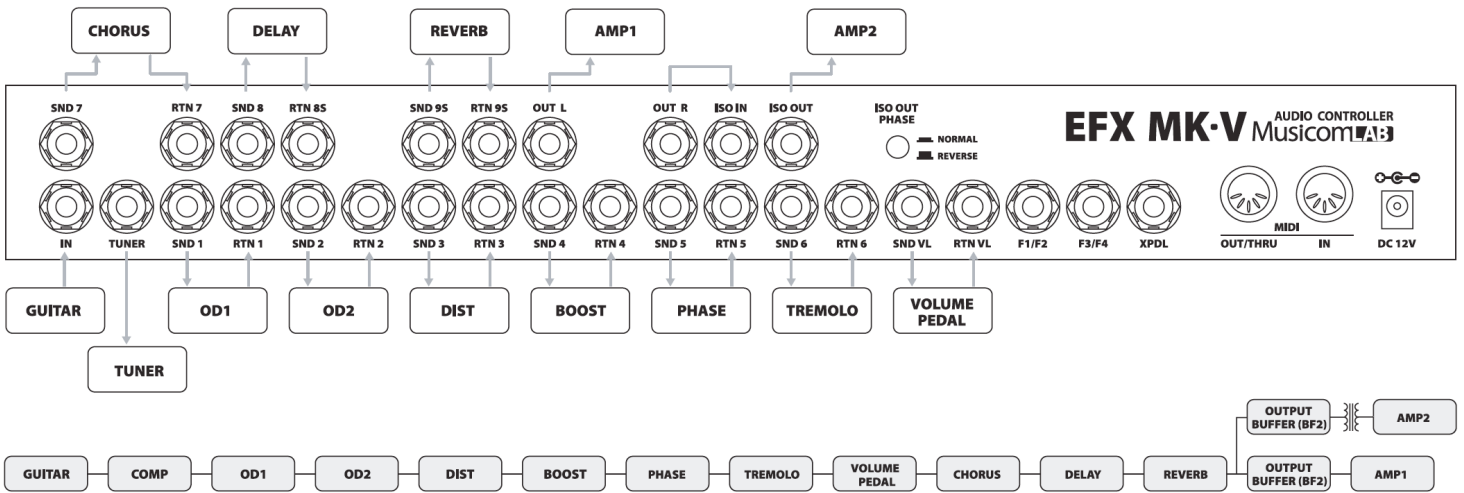 CHORUS
DELAY
REVERB
AMP1
AMP2
SND 7
RTN 7
SND 8
RTN 8S
SND 9S
RTN 9S
OUT L
OUT R
ISO IN
ISO OUT
ISO OUT
PHASE
NORMAL
REVERSE
EFX MK·V
AUDIO CONTROLLER
MusicomLAB
IN
TUNER
SND 1
RTN 1
SND 2
RTN 2
SND 3
RTN 3
SND 4
RTN 4
SND 5
RTN 5
SND 6
RTN 6
SND VL
RTN VL
F1/F2
F3/F4
XPDL
MIDI
OUT/THRU
IN
DC 12V
GUITAR
OD1
OD2
DIST
BOOST
PHASE
TREMOLO
VOLUME
PEDAL
TUNER
OUTPUT
BUFFER (BF2)
AMP2
GUITAR
COMP
OD1
OD2
DIST
BOOST
PHASE
TREMOLO
VOLUME
PEDAL
CHORUS
DELAY
REVERB
OUTPUT
BUFFER (BF2)
AMP1